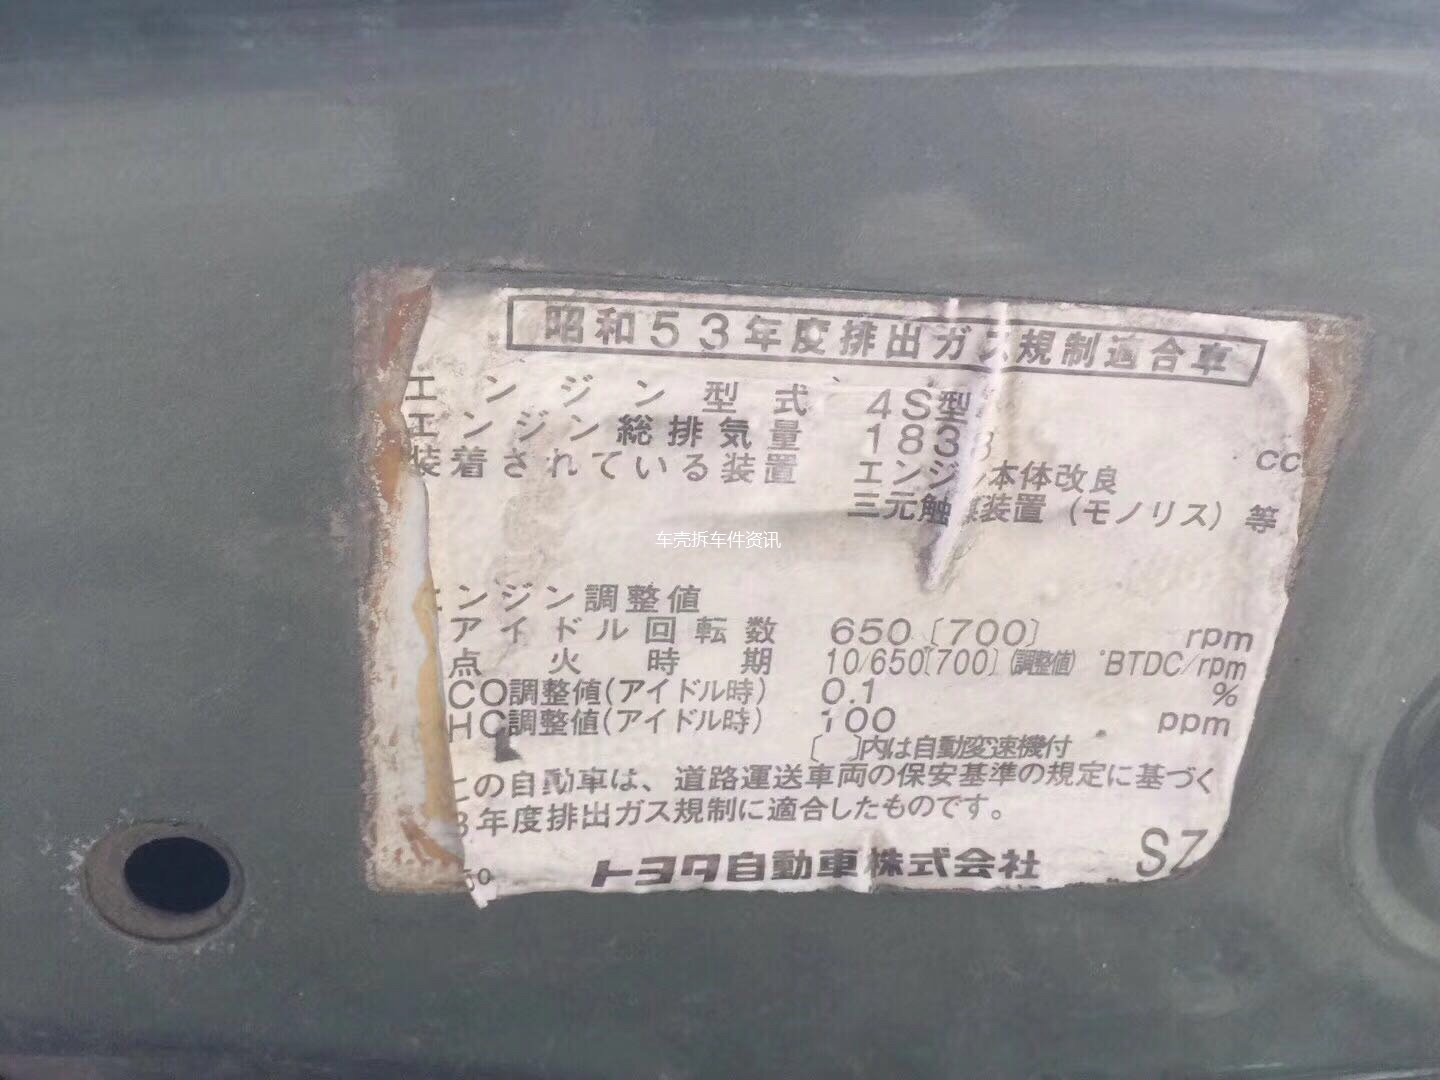 昭和53年度排出ガス規制適合車
エンジン型式 4S型
エンジン総排気量 183 cc
装着されている装置 エンジン本体改良
三元触媒装置(モノリス)等
车壳拆车件资讯
ンジン調整値
アイドル回転数 650〔700〕 rpm
点火時期 10/650〔700〕(調整値) °BTDC/rpm
CO調整値(アイドル時) 0.1 %
HC調整値(アイドル時) 100 ppm
〔 〕内は自動変速機付
この自動車は、道路運送車両の保安基準の規定に基づく
3年度排出ガス規制に適合したものです。
トヨタ自動車株式会社 SZ